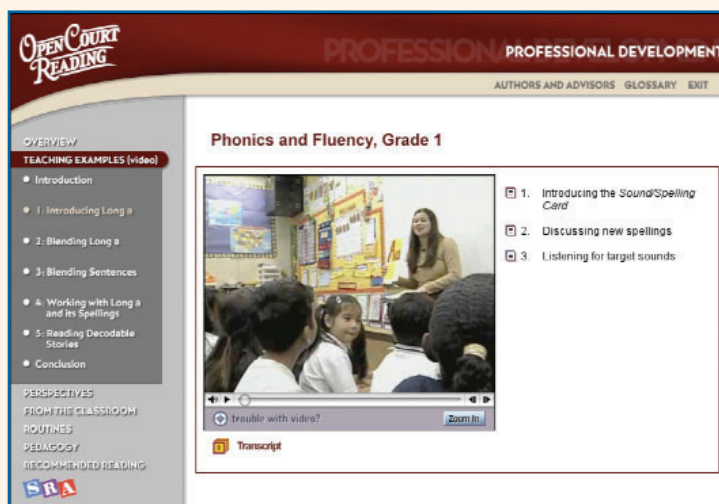 OPEN COURT
READING
PROFESSIONAL DEVELOPMENT
PROFESSIONAL DEVELOPMENT
AUTHORS AND ADVISORS GLOSSARY EXIT
OVERVIEW
TEACHING EXAMPLES (video)
Introduction
1: Introducing Long a
2: Blending Long a
3: Blending Sentences
4: Working with Long a
and its Spellings
5: Reading Decodable
Stories
Conclusion
PERSPECTIVES
FROM THE CLASSROOM
ROUTINES
PEDAGOGY
RECOMMENDED READING
SRA
Phonics and Fluency, Grade 1
Aa
trouble with video?
Zoom In
Transcript
1. Introducing the Sound/Spelling
Card
2. Discussing new spellings
3. Listening for target sounds